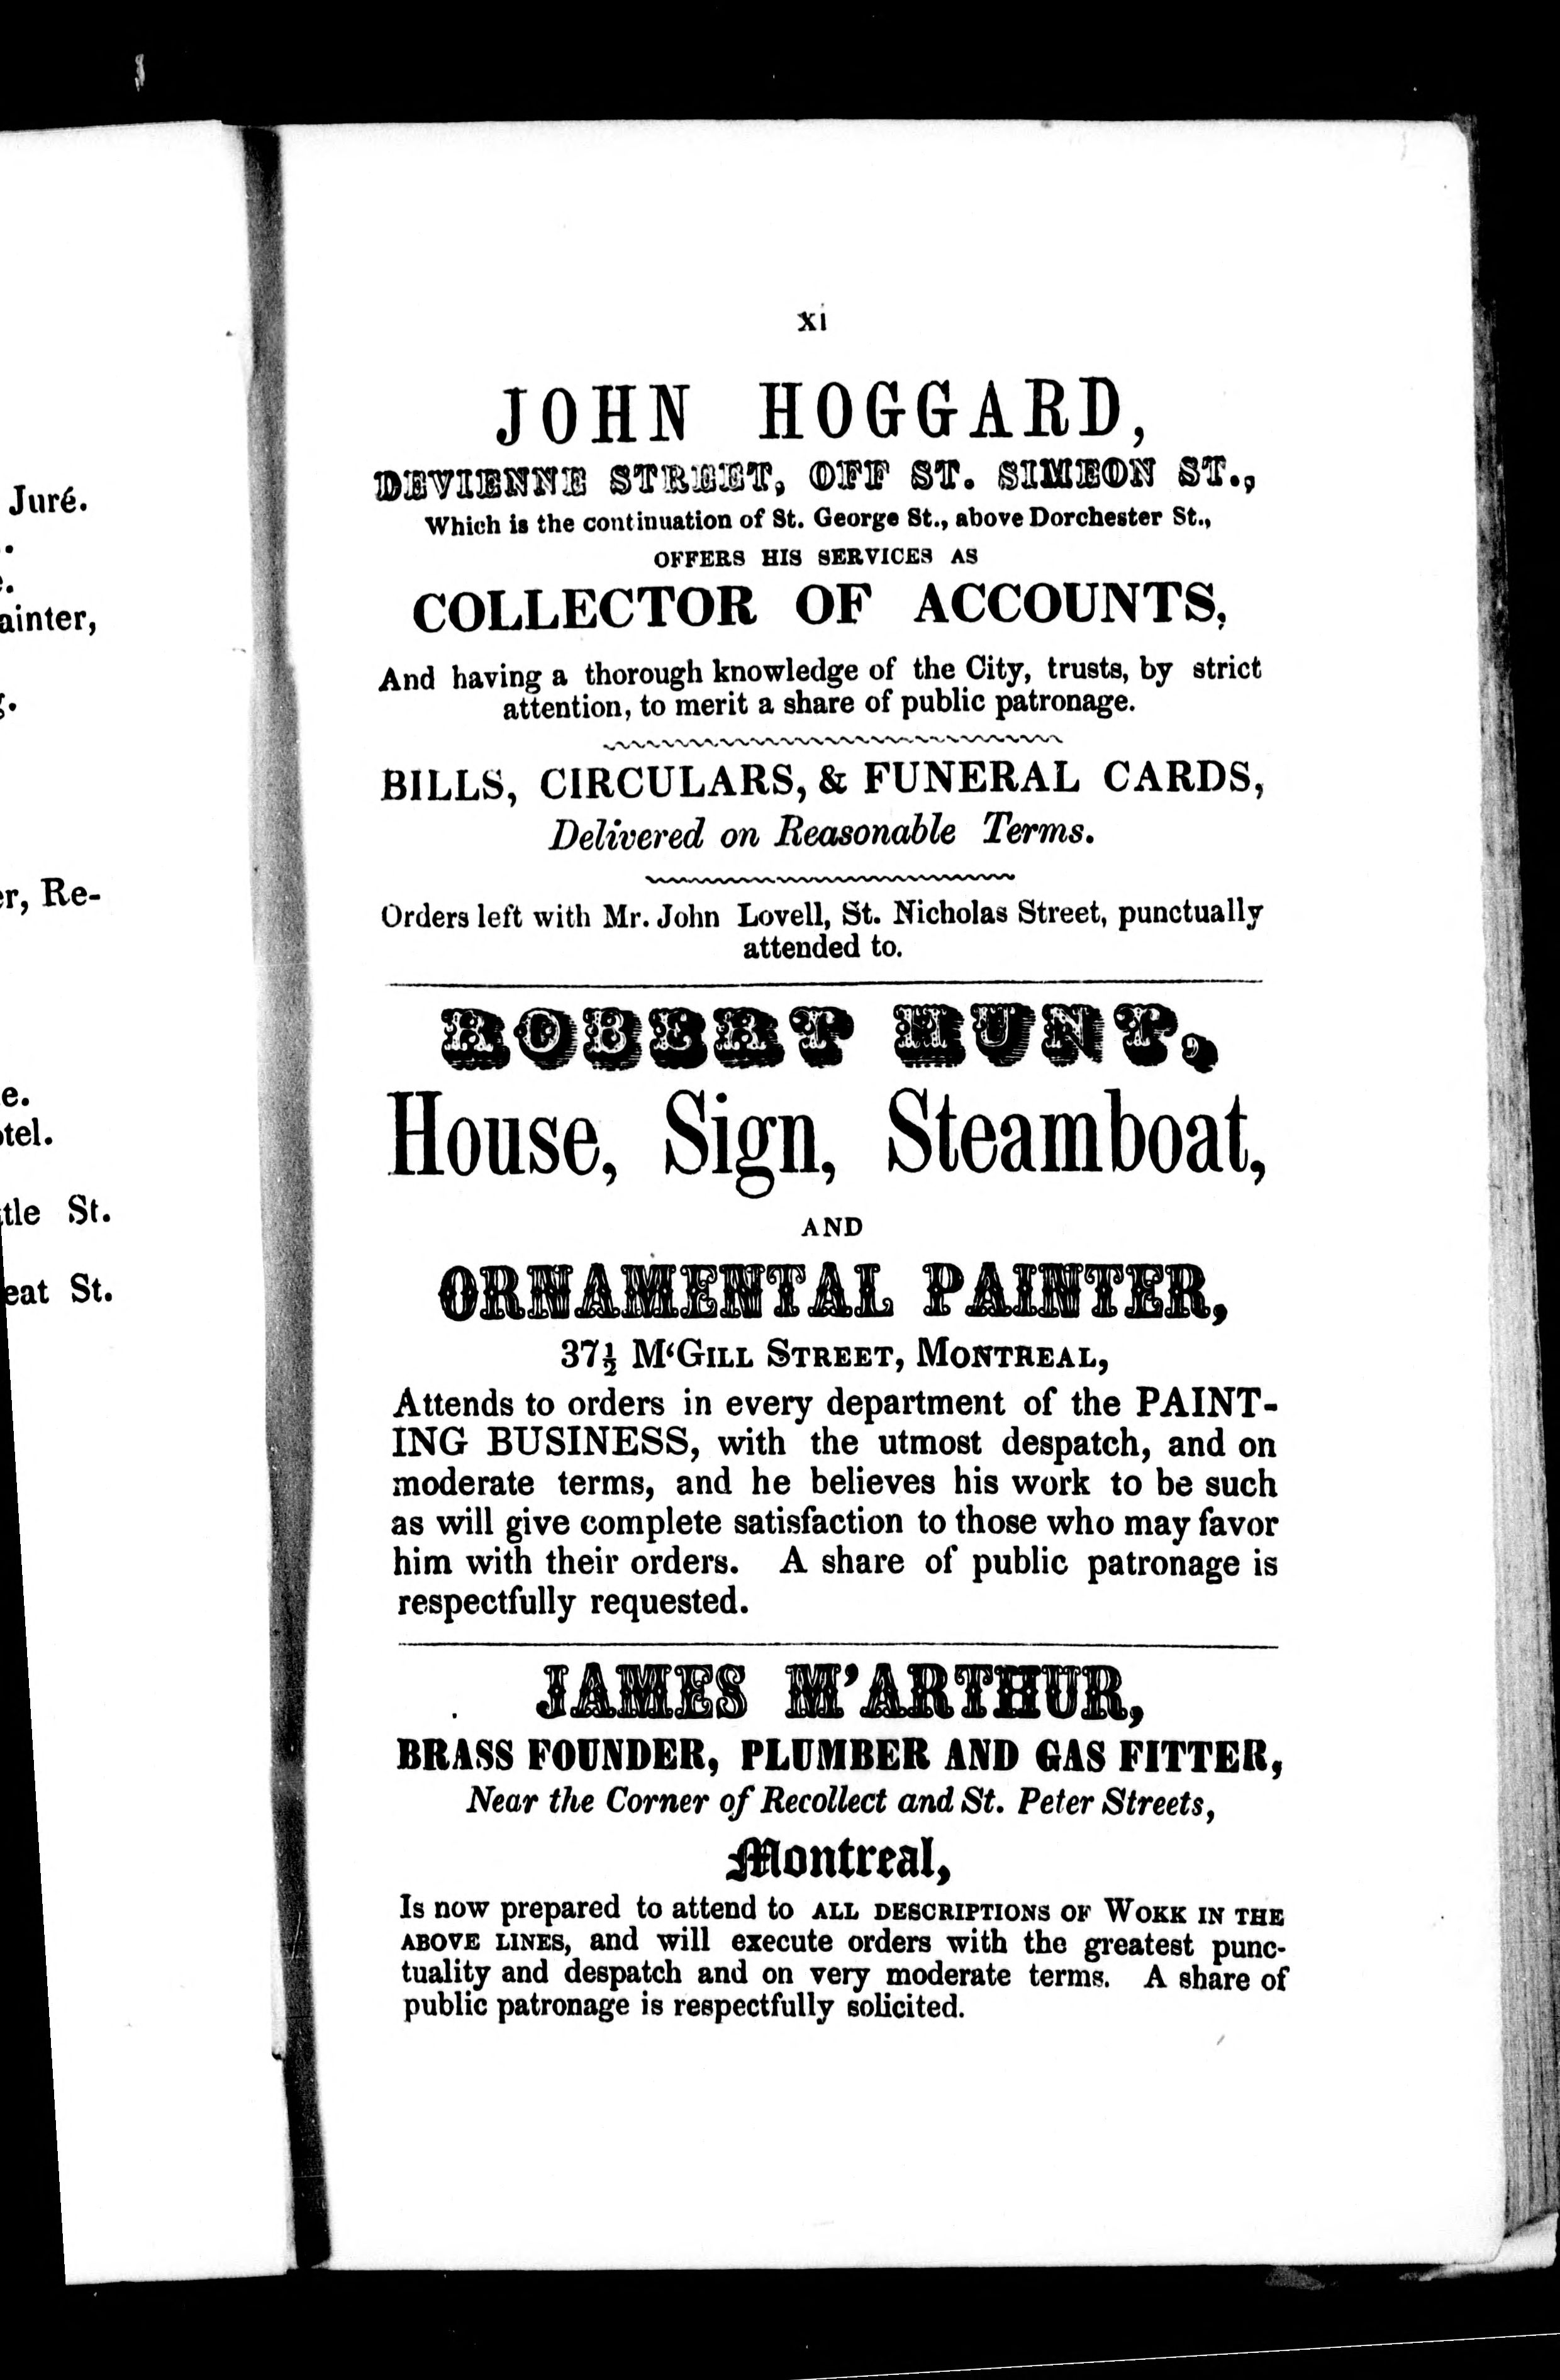 Juré.
ainter,
r, Re-
e.
tel.
tle St.
eat St.
xi
JOHN HOGGARD,
DEVIENNE STREET, OFF ST. SIMEON ST.,
Which is the continuation of St. George St., above Dorchester St.,
OFFERS HIS SERVICES AS
COLLECTOR OF ACCOUNTS,
And having a thorough knowledge of the City, trusts, by strict
attention, to merit a share of public patronage.
BILLS, CIRCULARS, & FUNERAL CARDS,
Delivered on Reasonable Terms.
Orders left with Mr. John Lovell, St. Nicholas Street, punctually
attended to.
ROBERT HUNT,
House, Sign, Steamboat,
AND
ORNAMENTAL PAINTER,
37½ M‘GILL STREET, MONTREAL,
Attends to orders in every department of the PAINT-
ING BUSINESS, with the utmost despatch, and on
moderate terms, and he believes his work to be such
as will give complete satisfaction to those who may favor
him with their orders. A share of public patronage is
respectfully requested.
JAMES M'ARTHUR,
BRASS FOUNDER, PLUMBER AND GAS FITTER,
Near the Corner of Recollect and St. Peter Streets,
Montreal,
Is now prepared to attend to ALL DESCRIPTIONS OF WORK IN THE
ABOVE LINES, and will execute orders with the greatest punc-
tuality and despatch and on very moderate terms. A share of
public patronage is respectfully solicited.